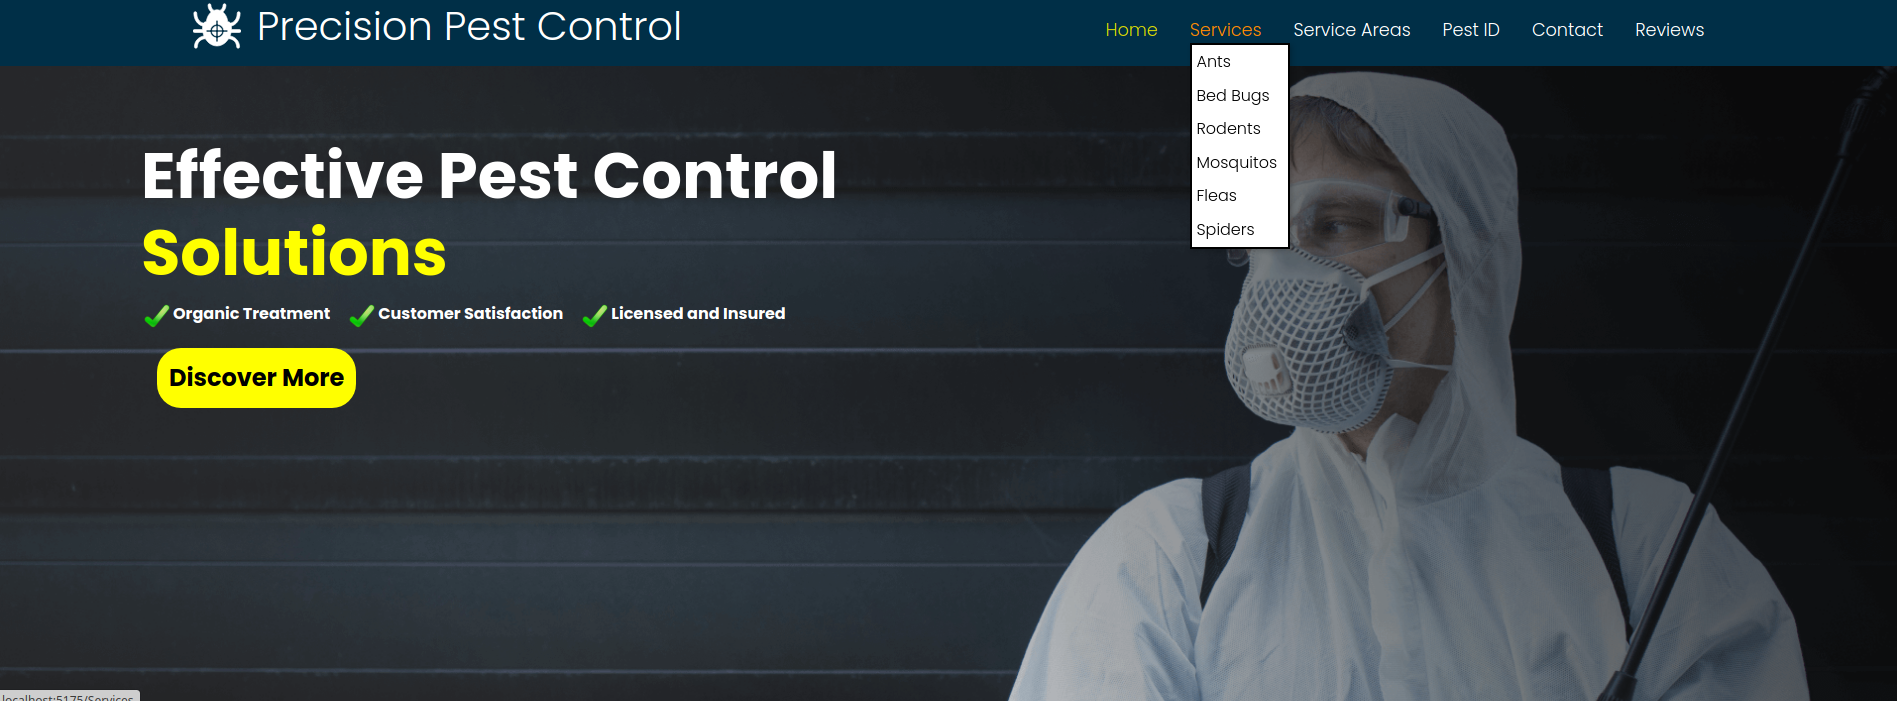 Precision Pest Control
Home Services Service Areas Pest ID Contact Reviews
Ants
Bed Bugs
Rodents
Mosquitos
Fleas
Spiders
Effective Pest Control
Solutions
Organic Treatment Customer Satisfaction Licensed and Insured
Discover More
localhost:5175/Services